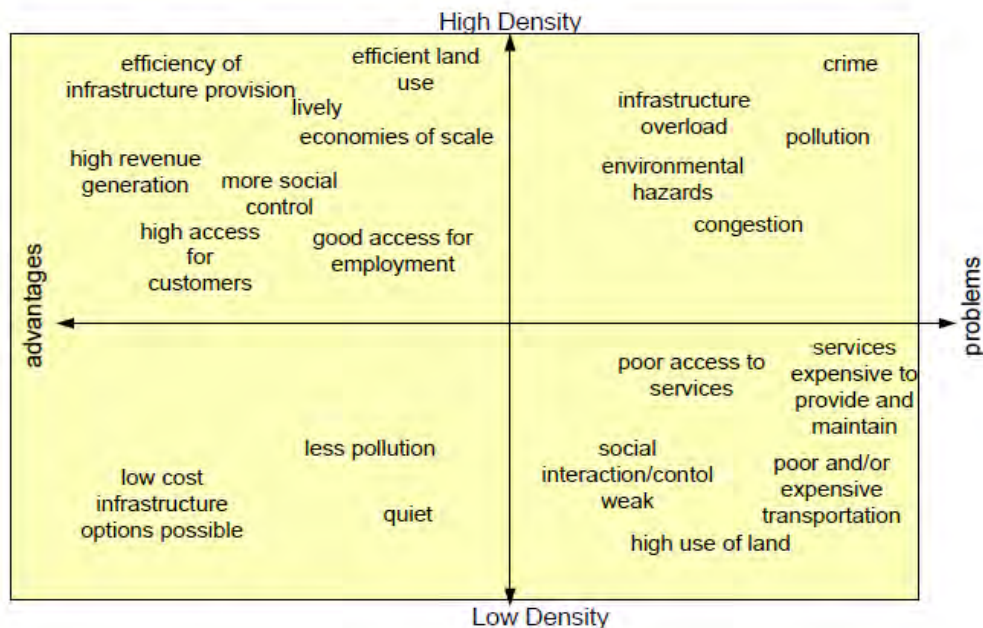 High Density
efficiency of
infrastructure provision
efficient land
use
lively
economies of scale
high revenue
generation
more social
control
high access
for
customers
good access for
employment
crime
infrastructure
overload
pollution
environmental
hazards
congestion
advantages
problems
less pollution
low cost
infrastructure
options possible
quiet
poor access to
services
services
expensive to
provide and
maintain
social
interaction/contol
weak
poor and/or
expensive
transportation
high use of land
Low Density